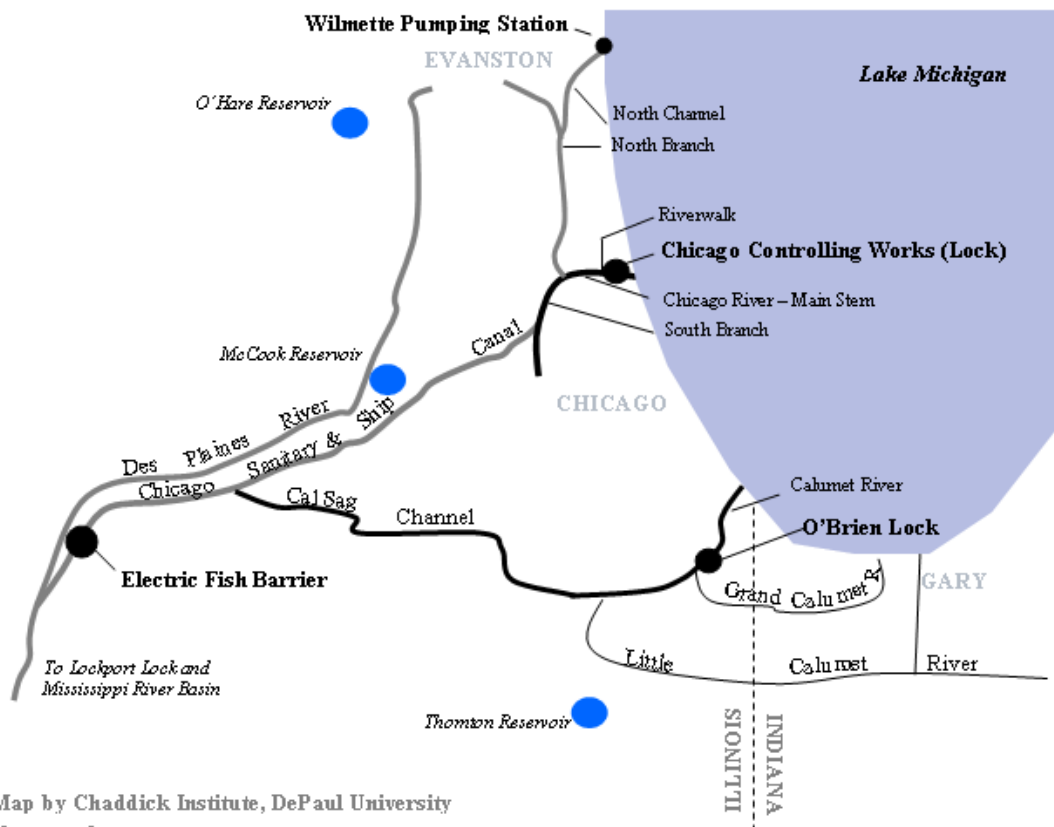 Wilmette Pumping Station
EVANSTON
Lake Michigan
O'Hare Reservoir
North Channel
North Branch
Riverwalk
Chicago Controlling Works (Lock)
Chicago River – Main Stem
South Branch
McCook Reservoir
CHICAGO
Des Plaines River
Chicago Sanitary & Ship Canal
Cal Sag Channel
Calumet River
O'Brien Lock
Electric Fish Barrier
Grand Calumet R
GARY
Little Calumet River
To Lockport Lock and
Mississippi River Basin
Thornton Reservoir
ILLINOIS
INDIANA
Map by Chaddick Institute, DePaul University